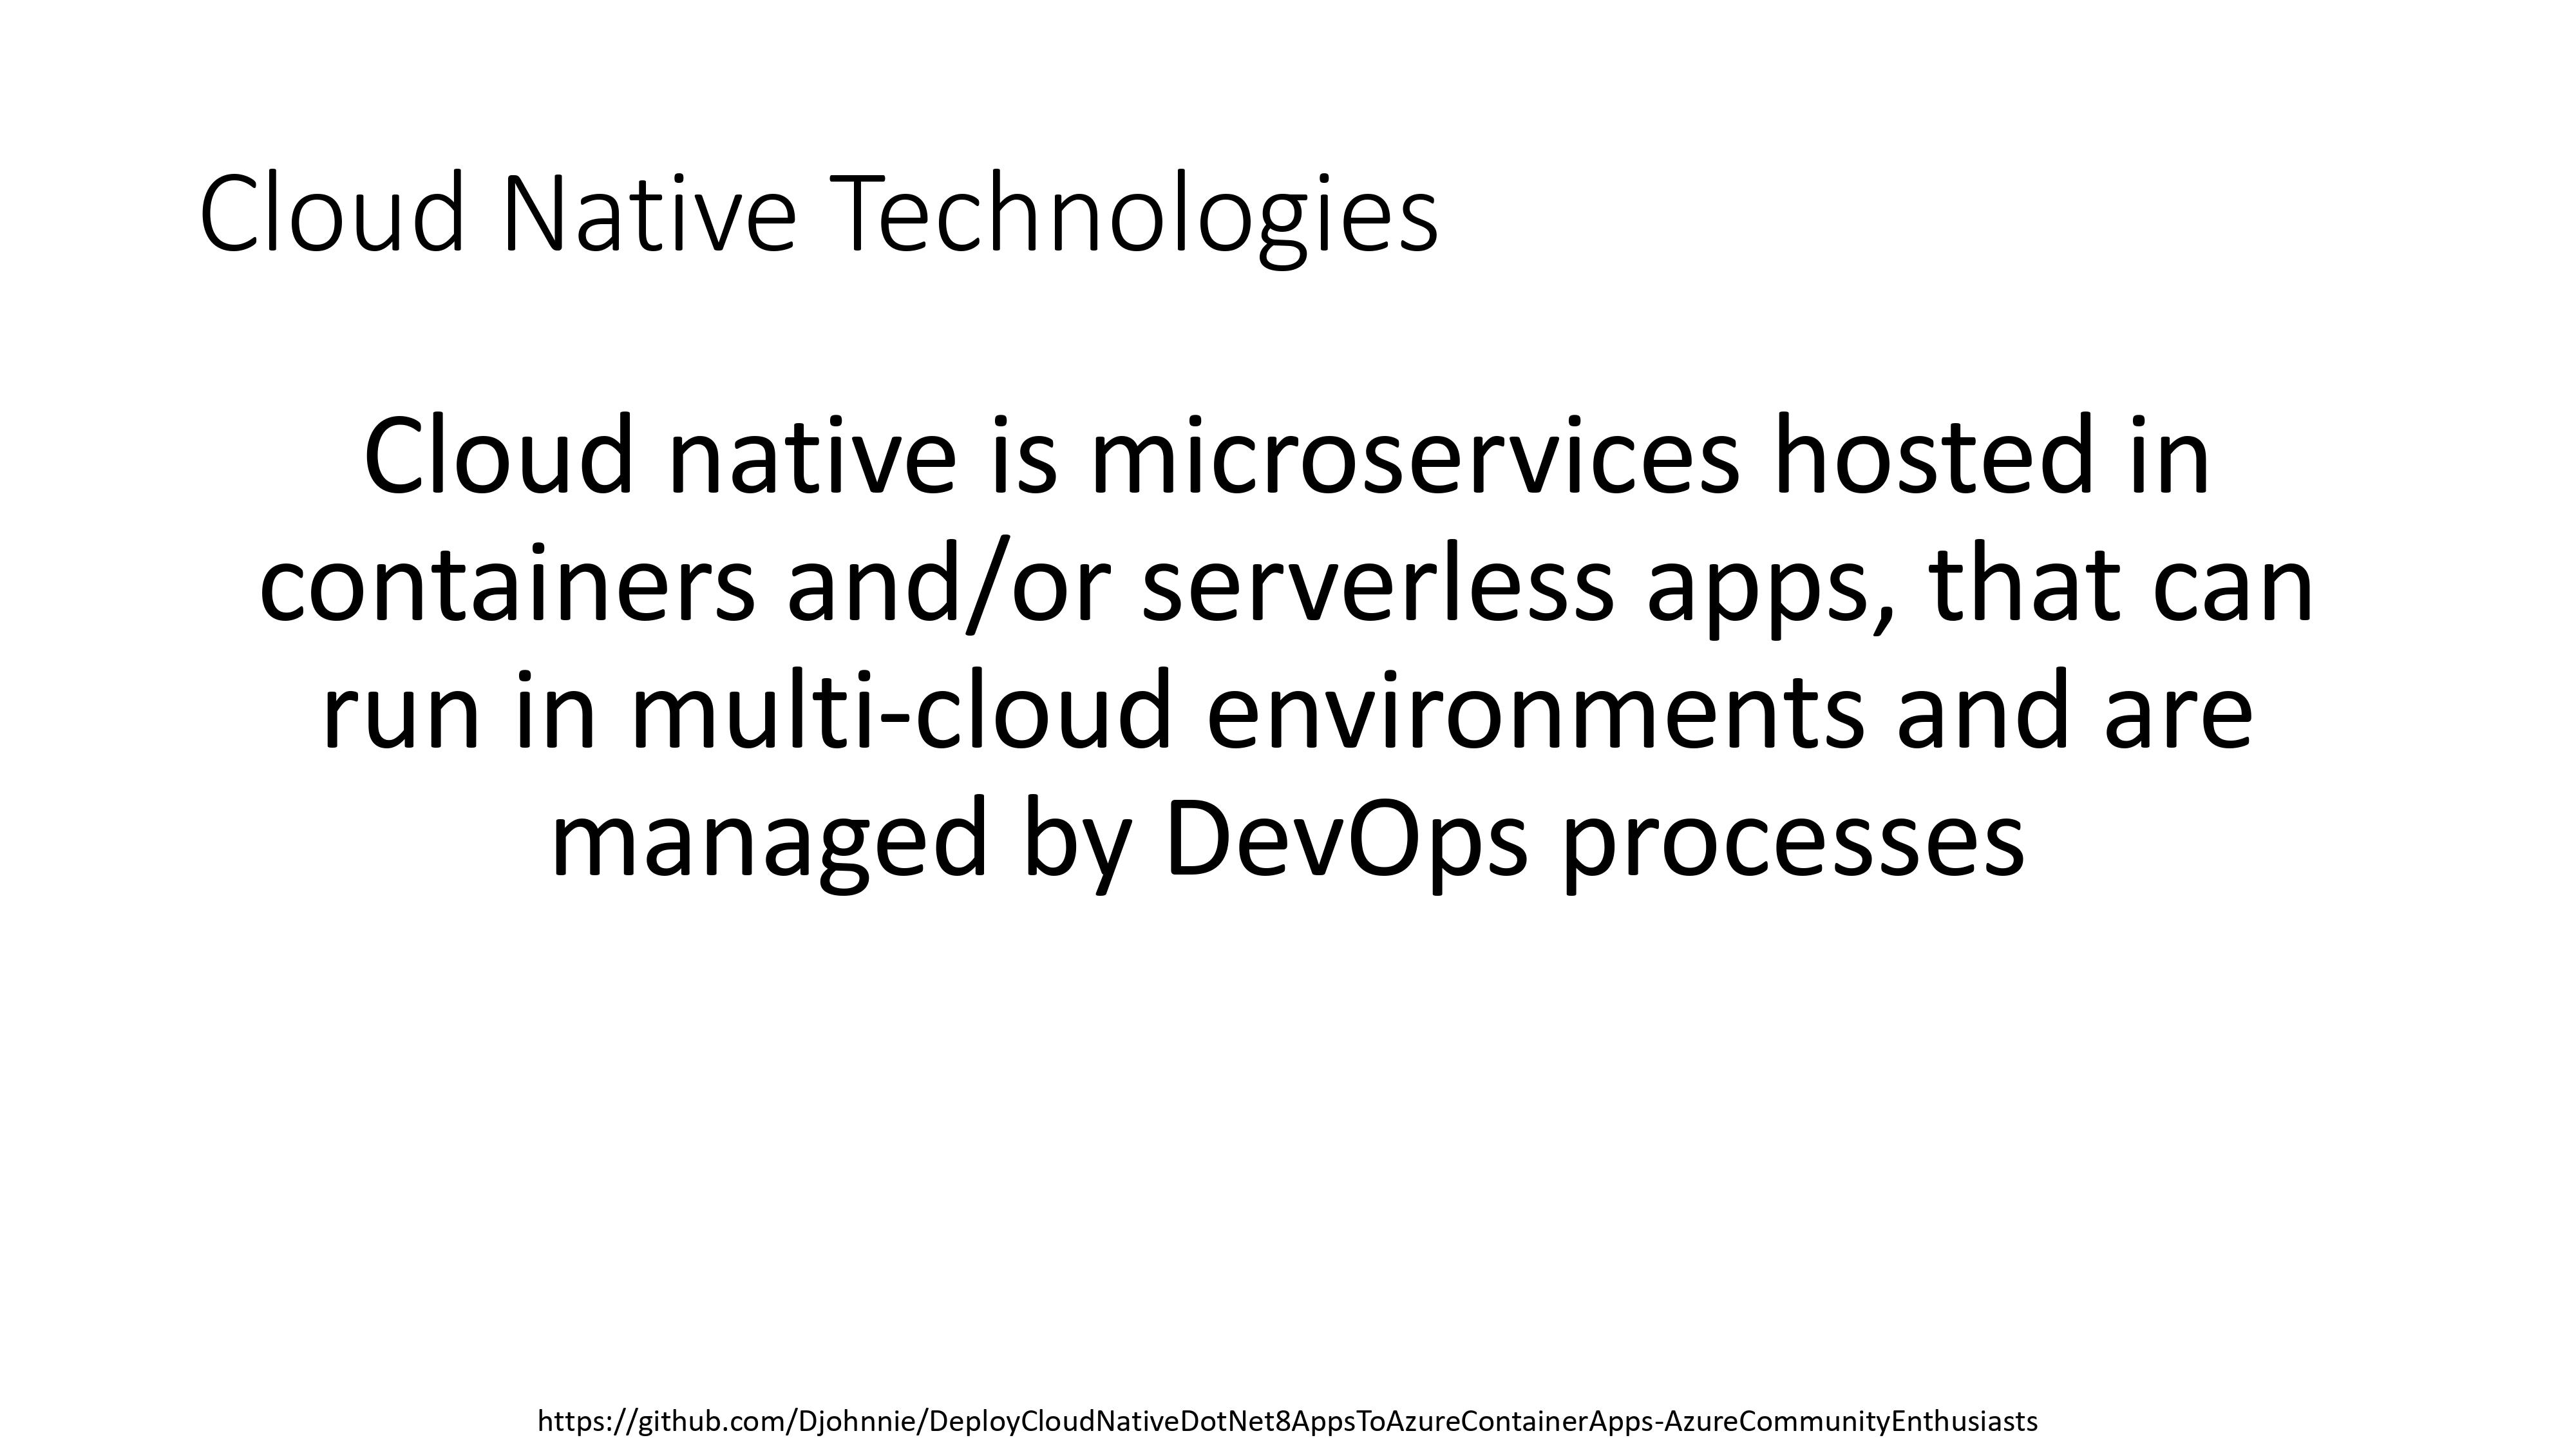 Cloud Native Technologies
Cloud native is microservices hosted in
containers and/or serverless apps, that can
run in multi-cloud environments and are
managed by DevOps processes
https://github.com/Djohnnie/DeployCloudNativeDotNet8AppsToAzureContainerApps-AzureCommunityEnthusiasts